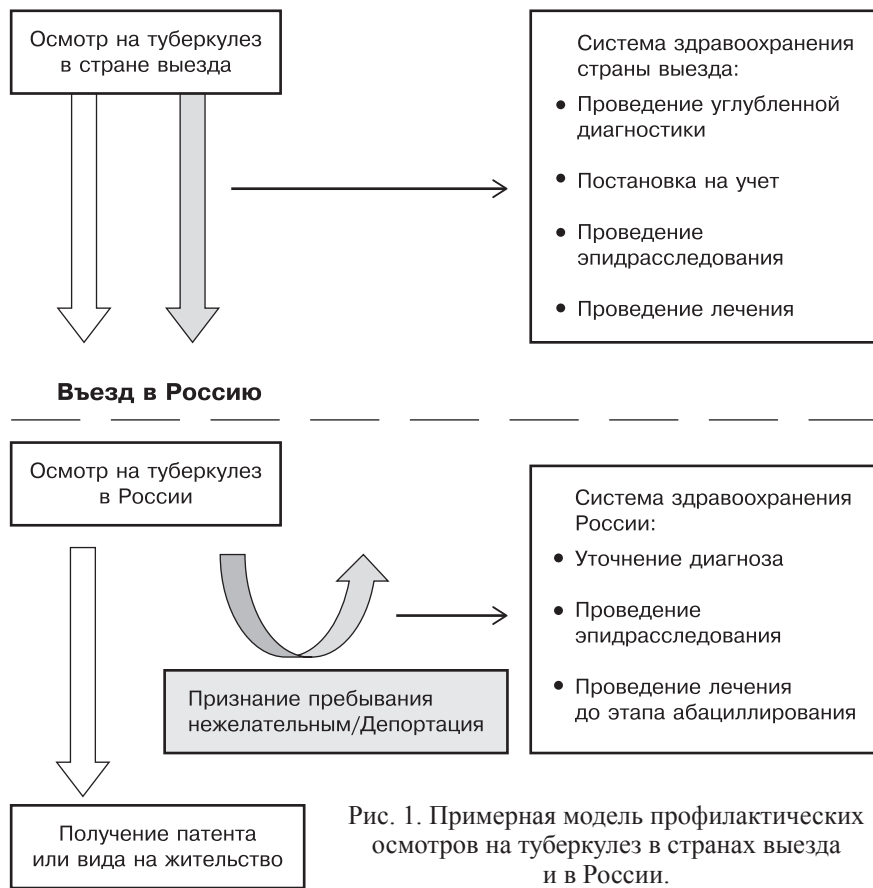 Осмотр на туберкулез
в стране выезда
Система здравоохранения
страны выезда:
• Проведение углубленной
диагностики
• Постановка на учет
• Проведение
эпидрасследования
• Проведение лечения
Въезд в Россию
Осмотр на туберкулез
в России
Система здравоохранения
России:
• Уточнение диагноза
• Проведение
эпидрасследования
• Проведение лечения
до этапа абациллирования
Признание пребывания
нежелательным/Депортация
Получение патента
или вида на жительство
Рис. 1. Примерная модель профилактических
осмотров на туберкулез в странах выезда
и в России.